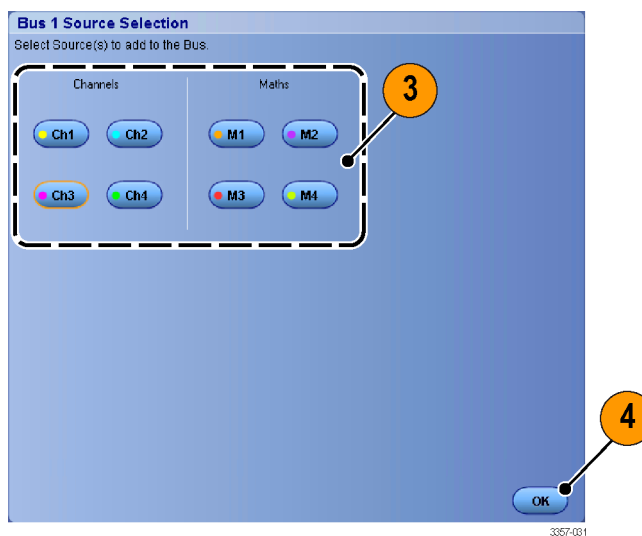 Bus 1 Source Selection
Select Source(s) to add to the Bus.
Channels Maths
3
Ch1 Ch2 M1 M2
Ch3 Ch4 M3 M4
4
OK
3357-031